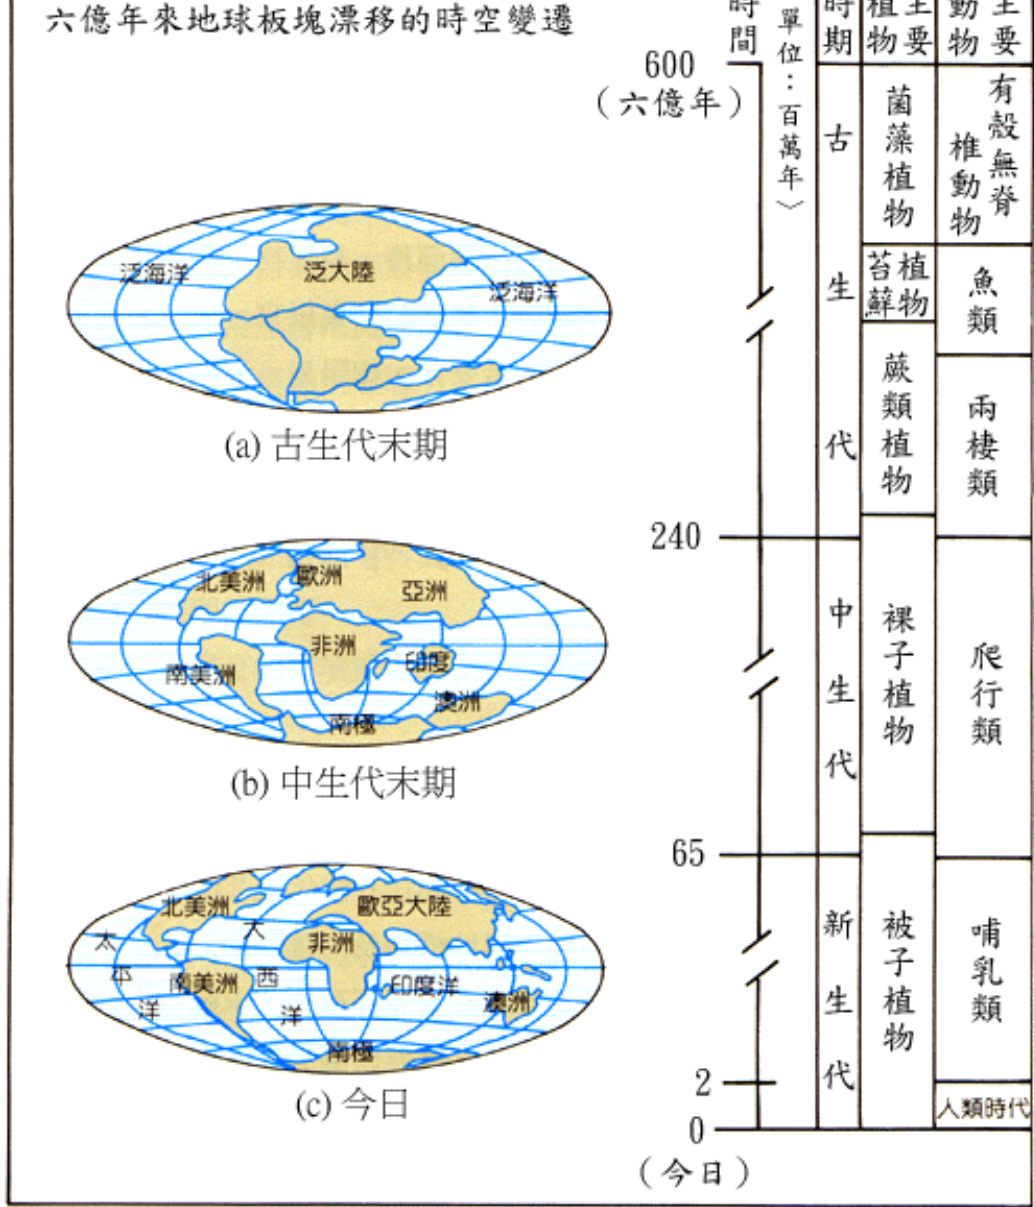 六億年來地球板塊漂移的時空變遷
時間
單位：百萬年〉
時期
植物主要
動物主要
600
（六億年）
古生代
菌藻植物
有殼無脊椎動物
泛海洋
泛大陸
泛海洋
苔蘚植物
魚類
蕨類植物
兩棲類
(a) 古生代末期
240
北美洲
歐洲
亞洲
非洲
印度
南美洲
澳洲
南極
中生代
裸子植物
爬行類
(b) 中生代末期
65
北美洲
歐亞大陸
太平洋
大西洋
非洲
南美洲
印度洋
澳洲
南極
新生代
被子植物
哺乳類
2
人類時代
(c) 今日
0
（今日）